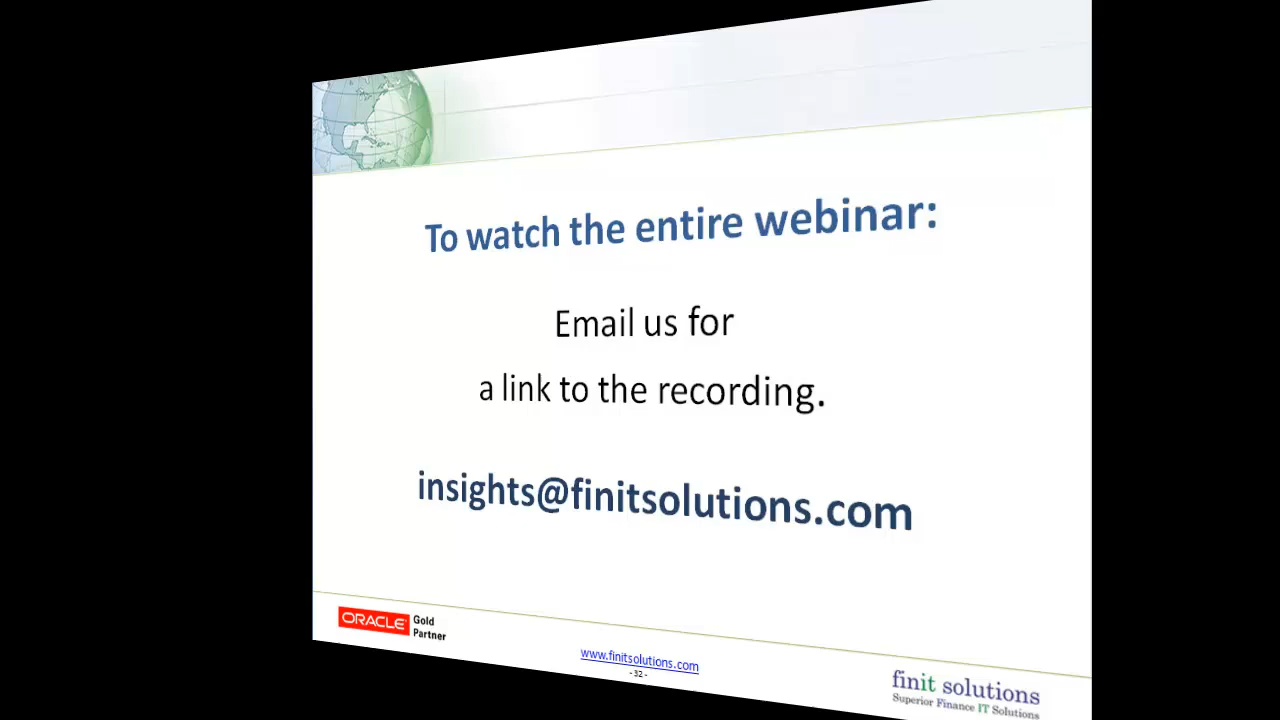 To watch the entire webinar:
Email us for
a link to the recording.
insights@finitsolutions.com
ORACLE Gold
Partner
www.finitsolutions.com
- 32 -
finit solutions
Superior Finance IT Solutions